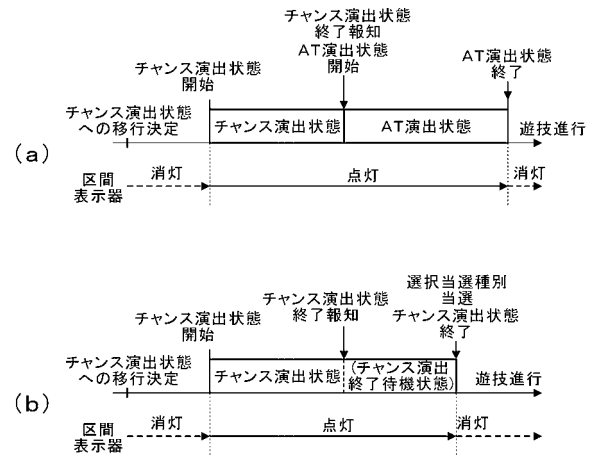 チャンス演出状態
終了報知
AT演出状態
開始
チャンス演出状態
開始
AT演出状態
終了
チャンス演出状態
への移行決定
チャンス演出状態
AT演出状態
遊技進行
(a)
区間
表示器
消灯
点灯
消灯
選択当選種別
当選
チャンス演出状態
終了
チャンス演出状態
終了報知
チャンス演出状態
開始
チャンス演出状態
への移行決定
チャンス演出状態
(チャンス演出
終了待機状態)
遊技進行
(b)
区間
表示器
消灯
点灯
消灯